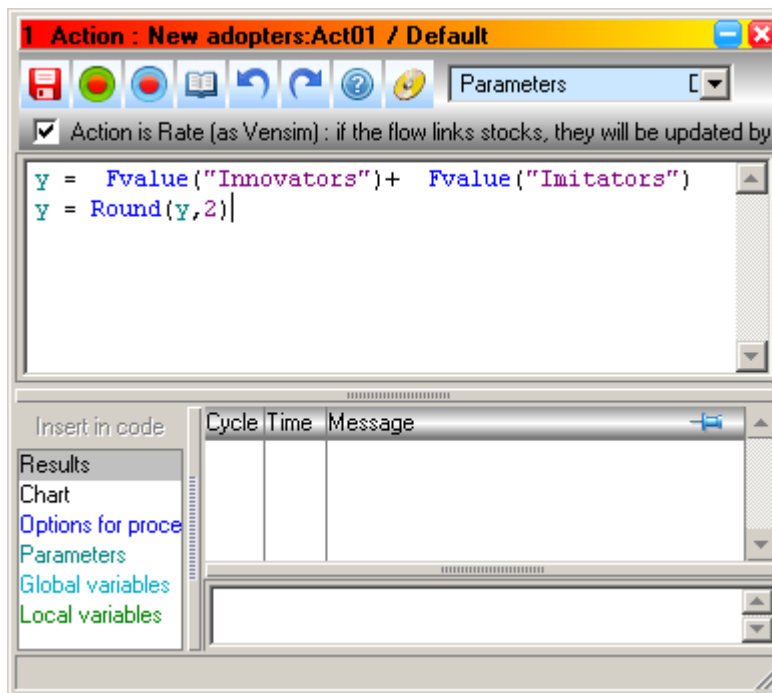 1 Action : New adopters:Act01 / Default
Parameters
Action is Rate (as Vensim) : if the flow links stocks, they will be updated by
y =  Fvalue("Innovators")+  Fvalue("Imitators")
y = Round(y,2)
Insert in code
Cycle Time Message
Results
Chart
Options for proce
Parameters
Global variables
Local variables